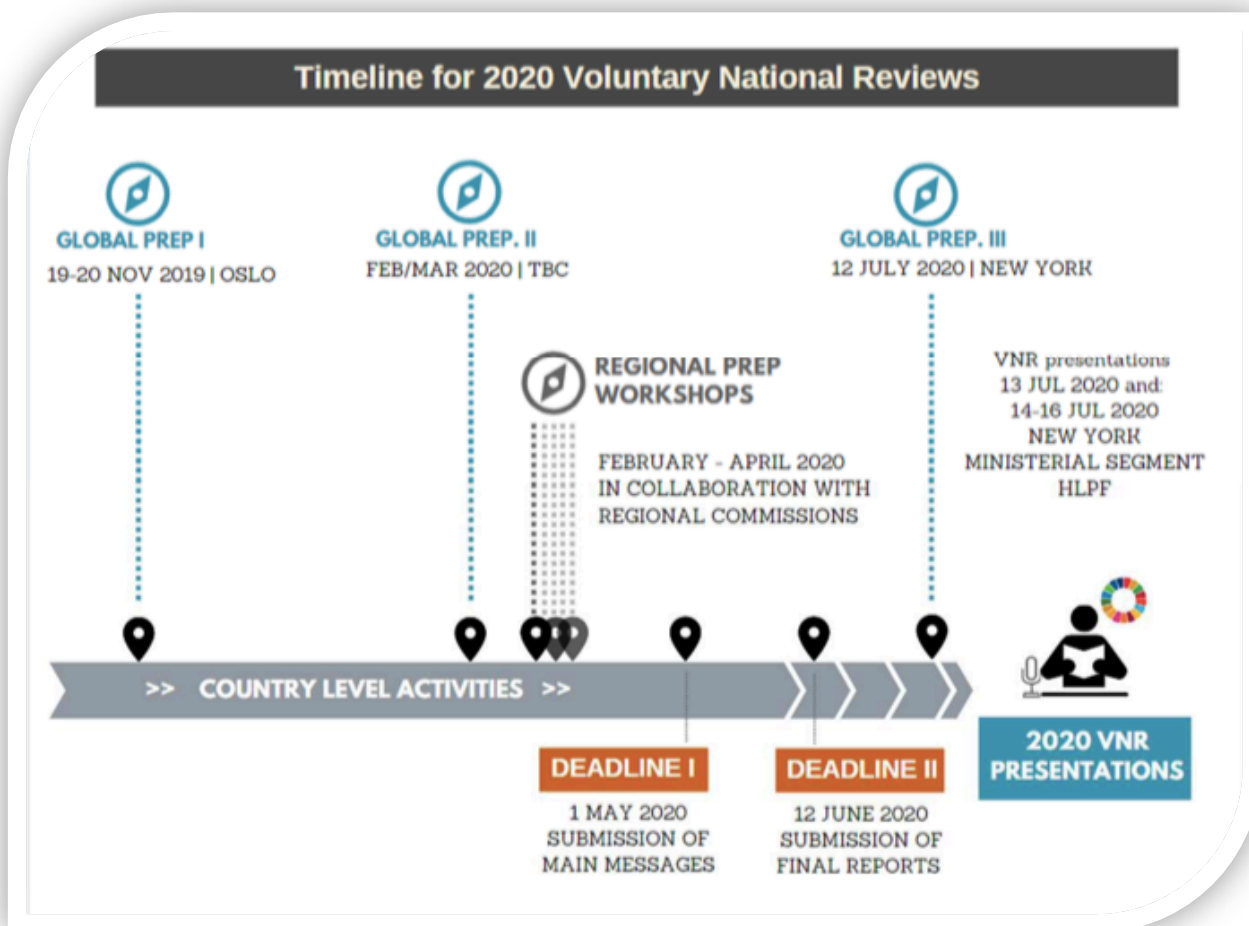 Timeline for 2020 Voluntary National Reviews
GLOBAL PREP I
19-20 NOV 2019 | OSLO
GLOBAL PREP. II
FEB/MAR 2020 | TBC
GLOBAL PREP. III
12 JULY 2020 | NEW YORK
REGIONAL PREP
WORKSHOPS
FEBRUARY - APRIL 2020
IN COLLABORATION WITH
REGIONAL COMMISSIONS
VNR presentations
13 JUL 2020 and:
14-16 JUL 2020
NEW YORK
MINISTERIAL SEGMENT
HLPF
>> COUNTRY LEVEL ACTIVITIES >>
DEADLINE I
1 MAY 2020
SUBMISSION OF
MAIN MESSAGES
DEADLINE II
12 JUNE 2020
SUBMISSION OF
FINAL REPORTS
2020 VNR
PRESENTATIONS